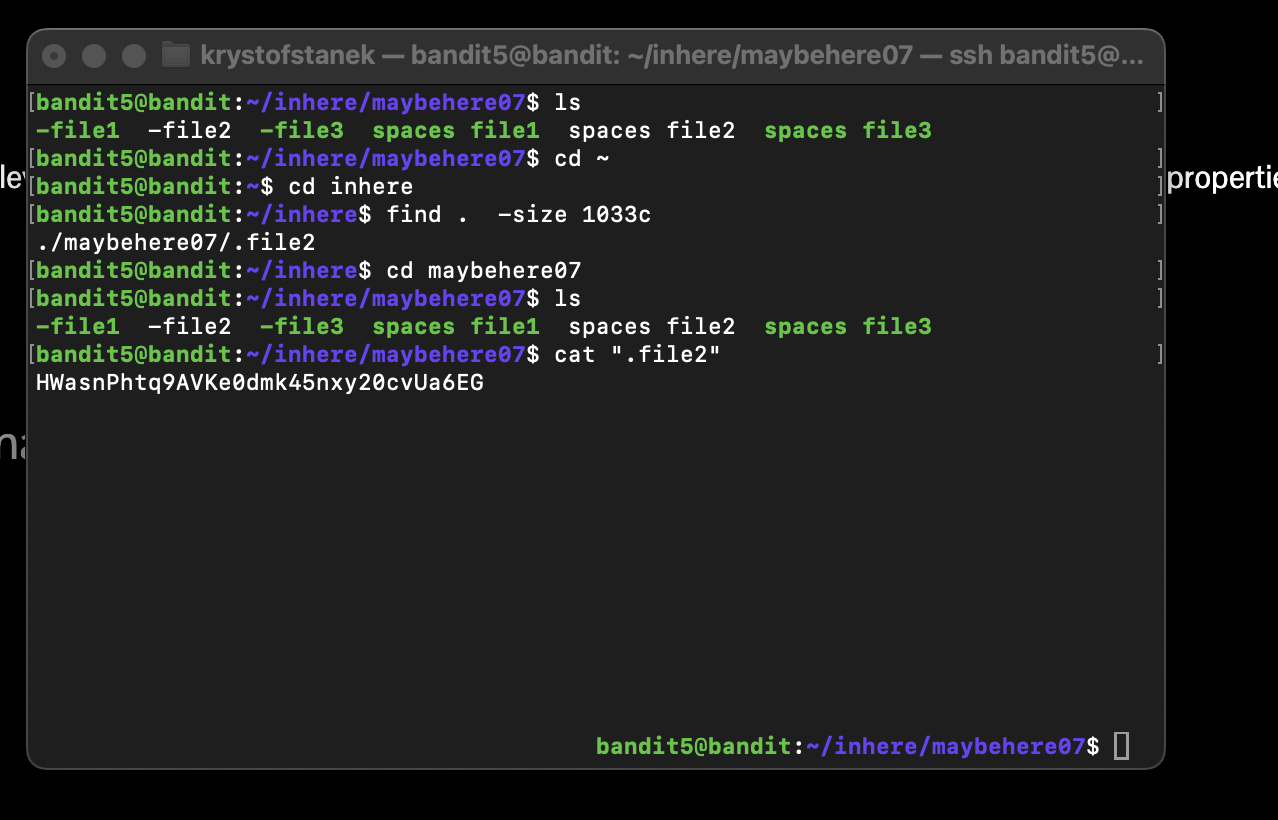 krystofstanek — bandit5@bandit: ~/inhere/maybehere07 — ssh bandit5@...
[bandit5@bandit:~/inhere/maybehere07$ ls ]
-file1  -file2  -file3  spaces file1  spaces file2  spaces file3
[bandit5@bandit:~/inhere/maybehere07$ cd ~ ]
[bandit5@bandit:~$ cd inhere ]
[bandit5@bandit:~/inhere$ find .  -size 1033c ]
./maybehere07/.file2
[bandit5@bandit:~/inhere$ cd maybehere07 ]
[bandit5@bandit:~/inhere/maybehere07$ ls ]
-file1  -file2  -file3  spaces file1  spaces file2  spaces file3
[bandit5@bandit:~/inhere/maybehere07$ cat ".file2" ]
HWasnPhtq9AVKe0dmk45nxy20cvUa6EG
bandit5@bandit:~/inhere/maybehere07$